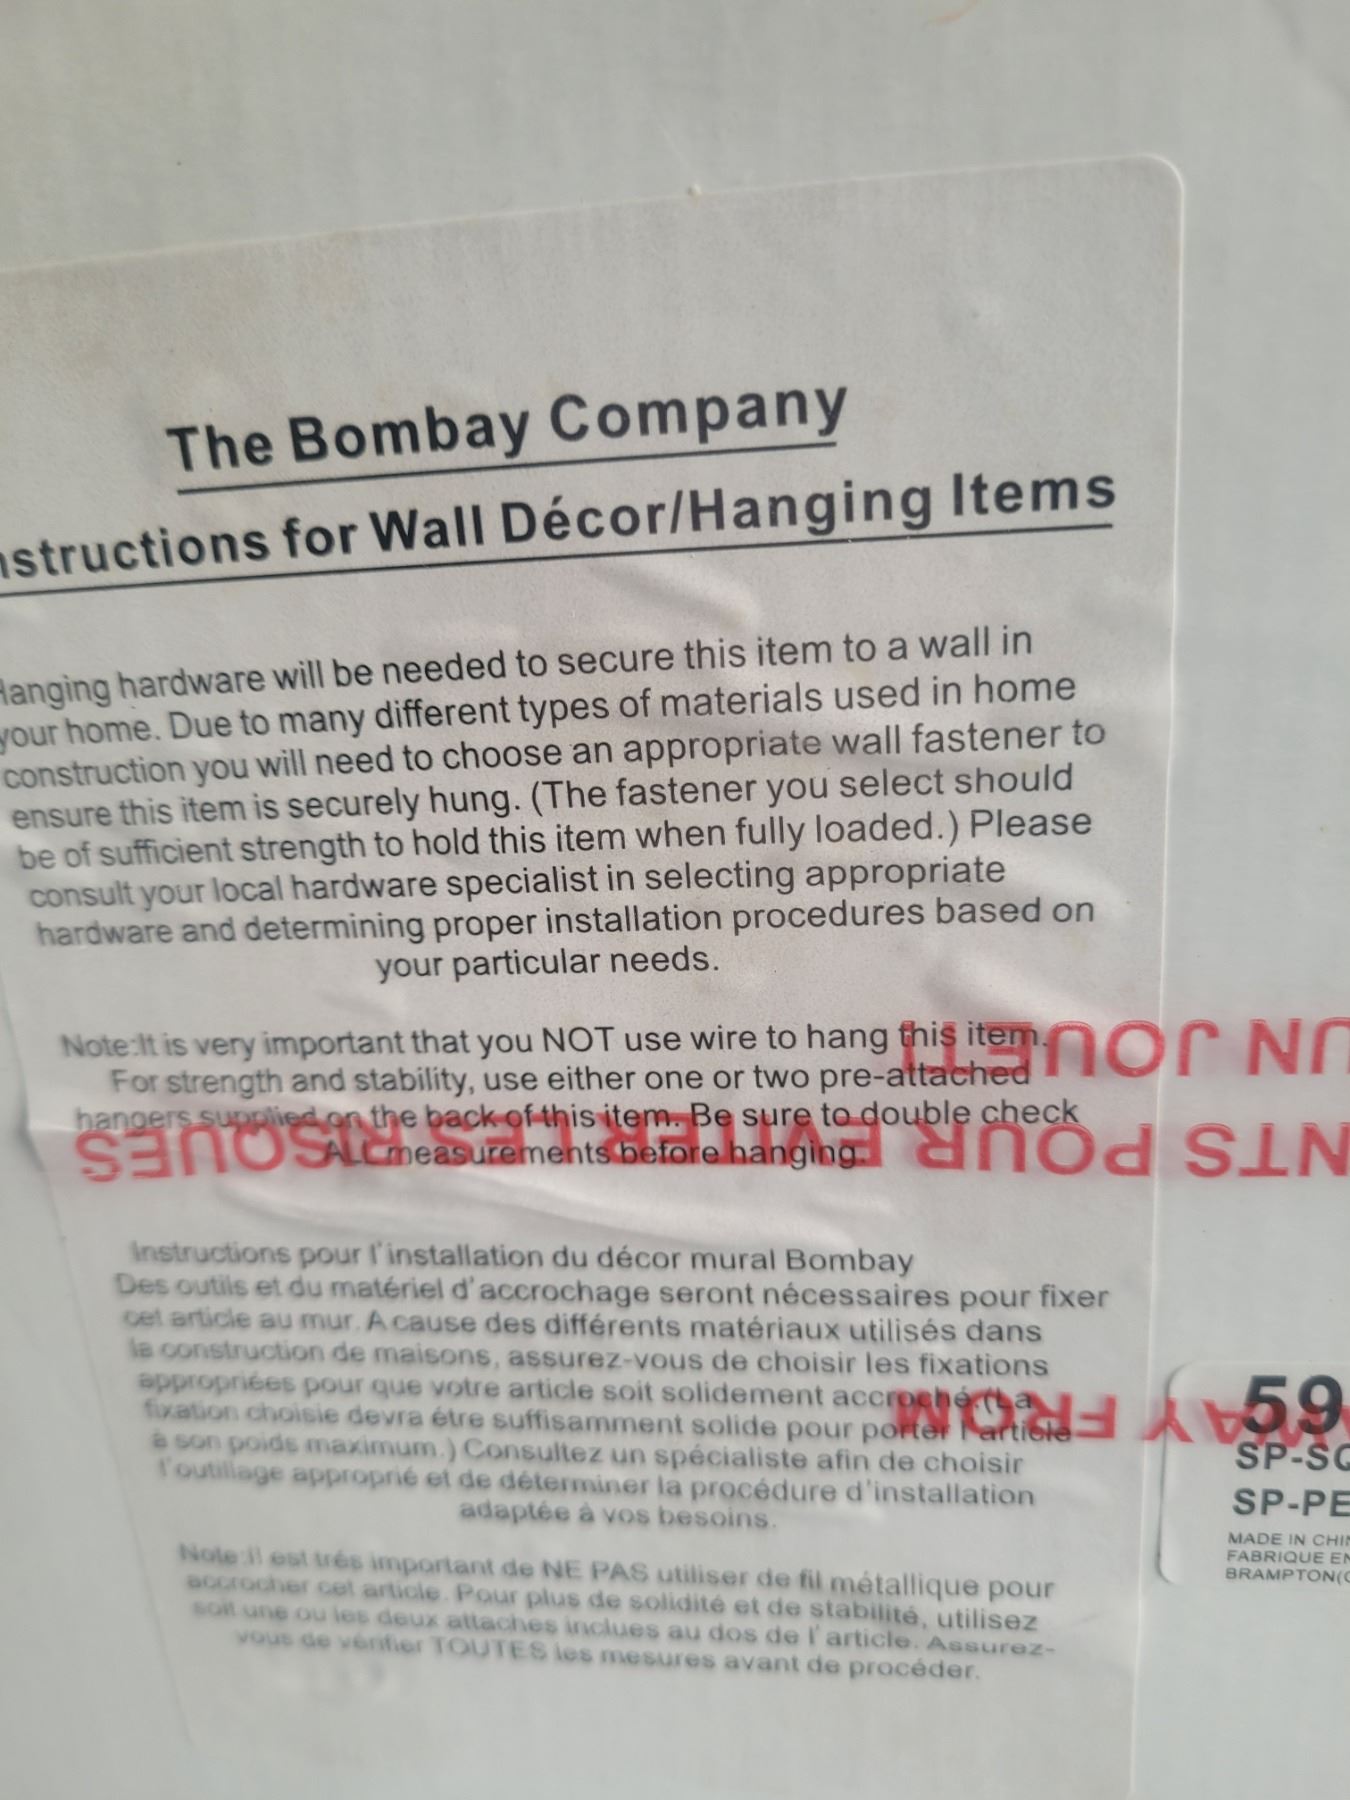 The Bombay Company
nstructions for Wall Décor/Hanging Items
Hanging hardware will be needed to secure this item to a wall in
your home. Due to many different types of materials used in home
construction you will need to choose an appropriate wall fastener to
ensure this item is securely hung. (The fastener you select should
be of sufficient strength to hold this item when fully loaded.) Please
consult your local hardware specialist in selecting appropriate
hardware and determining proper installation procedures based on
your particular needs.
Note:It is very important that you NOT use wire to hang this item.
For strength and stability, use either one or two pre-attached
hangers supplied on the back of this item. Be sure to double check
ALL measurements before hanging.
UN JOUET!
NTS POUR EVITER LES RISQUES
Instructions pour l'installation du décor mural Bombay
Des outils et du matériel d'accrochage seront nécessaires pour fixer
cet article au mur. A cause des différents matériaux utilisés dans
la construction de maisons, assurez-vous de choisir les fixations
appropriées pour que votre article soit solidement accroché.(La
fixation choisie devra étre suffisamment solide pour porter l'article
à son poids maximum.) Consultez un spécialiste afin de choisir
l'outillage approprié et de déterminer la procédure d'installation
adaptée à vos besoins.
Note:Il est trés important de NE PAS utiliser de fil métallique pour
accrocher cet article. Pour plus de solidité et de stabilité, utilisez
soit une ou les deux attaches inclues au dos de l'article. Assurez-
vous de vérifier TOUTES les mesures avant de procéder.
AWAY FROM
59
SP-SQ
SP-PE
MADE IN CHIN
FABRIQUE EN
BRAMPTON(